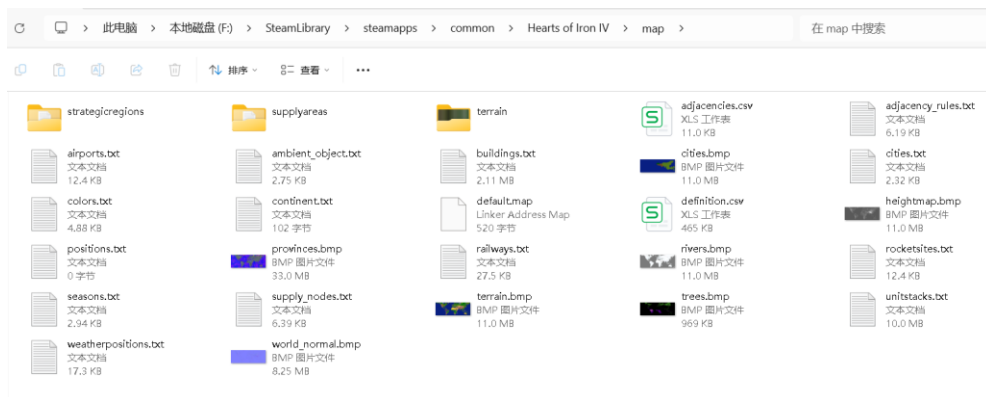 此电脑 > 本地磁盘 (F:) > SteamLibrary > steamapps > common > Hearts of Iron IV > map >
在 map 中搜索
排序
查看
strategicregions
supplyareas
terrain
adjacencies.csv
XLS 工作表
11.0 KB
adjacency_rules.txt
文本文档
6.19 KB
airports.txt
文本文档
12.4 KB
ambient_object.txt
文本文档
2.75 KB
buildings.txt
文本文档
2.11 MB
cities.bmp
BMP 图片文件
11.0 MB
cities.txt
文本文档
2.32 KB
colors.txt
文本文档
4.88 KB
continent.txt
文本文档
102 字节
default.map
Linker Address Map
520 字节
definition.csv
XLS 工作表
465 KB
heightmap.bmp
BMP 图片文件
11.0 MB
positions.txt
文本文档
0 字节
provinces.bmp
BMP 图片文件
33.0 MB
railways.txt
文本文档
27.5 KB
rivers.bmp
BMP 图片文件
11.0 MB
rocketsites.txt
文本文档
12.4 KB
seasons.txt
文本文档
2.94 KB
supply_nodes.txt
文本文档
6.39 KB
terrain.bmp
BMP 图片文件
11.0 MB
trees.bmp
BMP 图片文件
969 KB
unitstacks.txt
文本文档
10.0 MB
weatherpositions.txt
文本文档
17.3 KB
world_normal.bmp
BMP 图片文件
8.25 MB